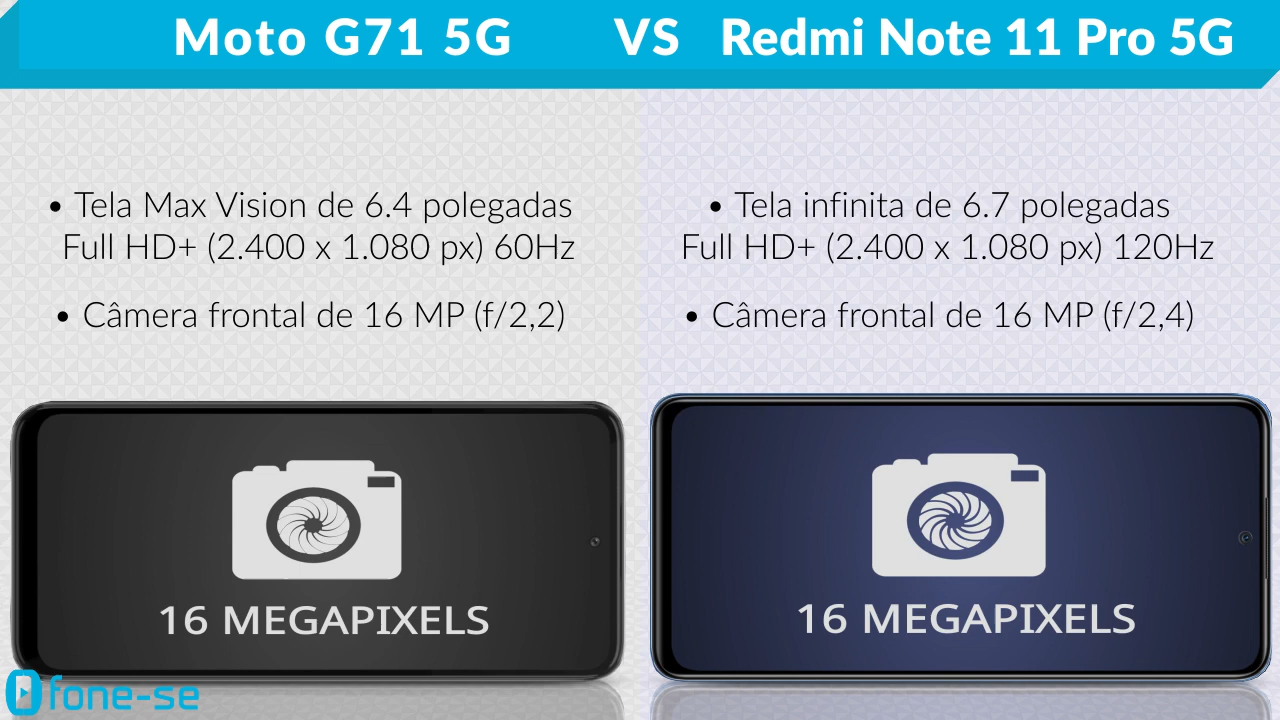 Moto G71 5G VS Redmi Note 11 Pro 5G
• Tela Max Vision de 6.4 polegadas
Full HD+ (2.400 x 1.080 px) 60Hz
• Câmera frontal de 16 MP (f/2,2)
• Tela infinita de 6.7 polegadas
Full HD+ (2.400 x 1.080 px) 120Hz
• Câmera frontal de 16 MP (f/2,4)
16 MEGAPIXELS
16 MEGAPIXELS
fone-se